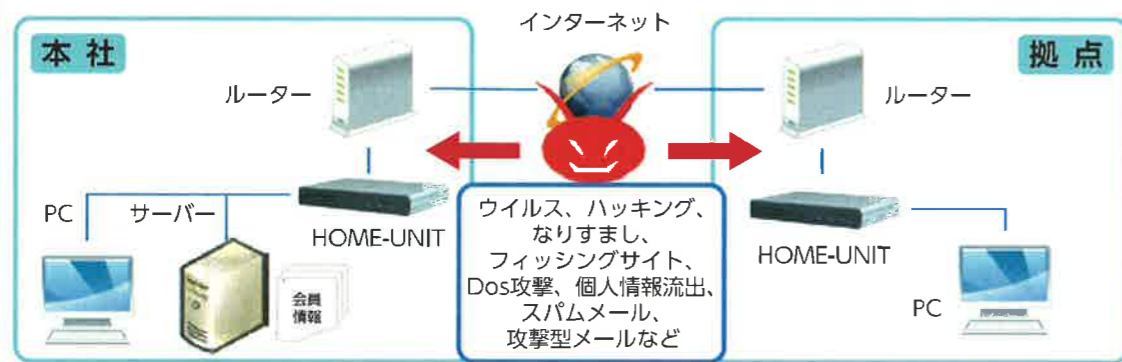 インターネット
本社
ルーター
PC
サーバー
HOME-UNIT
会員
情報
ウイルス、ハッキング、
なりすまし、
フィッシングサイト、
Dos攻撃、個人情報流出、
スパムメール、
攻撃型メールなど
拠点
ルーター
HOME-UNIT
PC